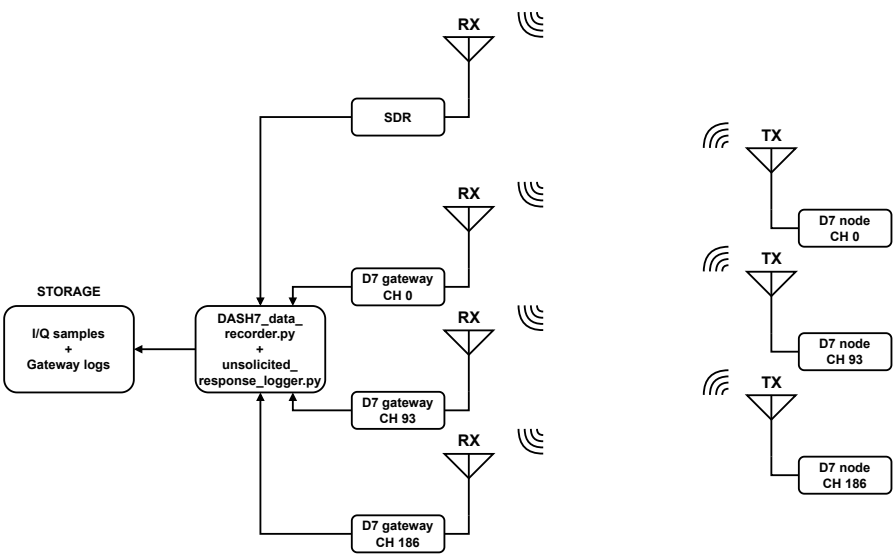 RX
SDR
TX
D7 node
CH 0
RX
D7 gateway
CH 0
TX
D7 node
CH 93
STORAGE
I/Q samples
+
Gateway logs
DASH7_data_
recorder.py
+
unsolicited_
response_logger.py
RX
D7 gateway
CH 93
TX
D7 node
CH 186
RX
D7 gateway
CH 186